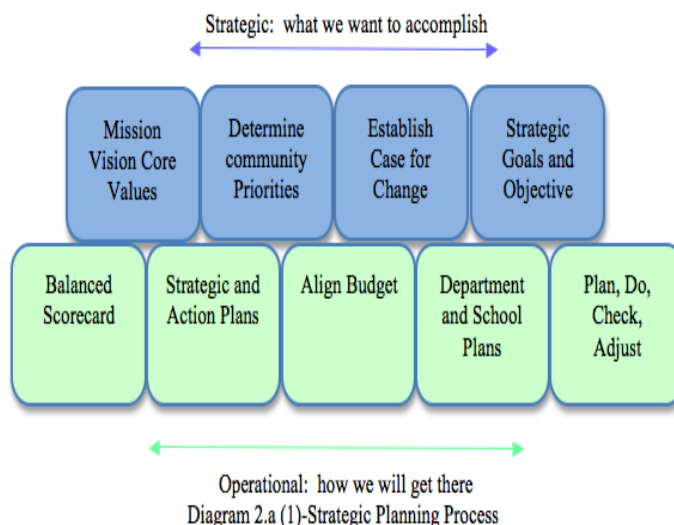 Strategic:  what we want to accomplish
Mission
Vision Core
Values
Determine
community
Priorities
Establish
Case for
Change
Strategic
Goals and
Objective
Balanced
Scorecard
Strategic and
Action Plans
Align Budget
Department
and School
Plans
Plan, Do,
Check,
Adjust
Operational:  how we will get there
Diagram 2.a (1)-Strategic Planning Process